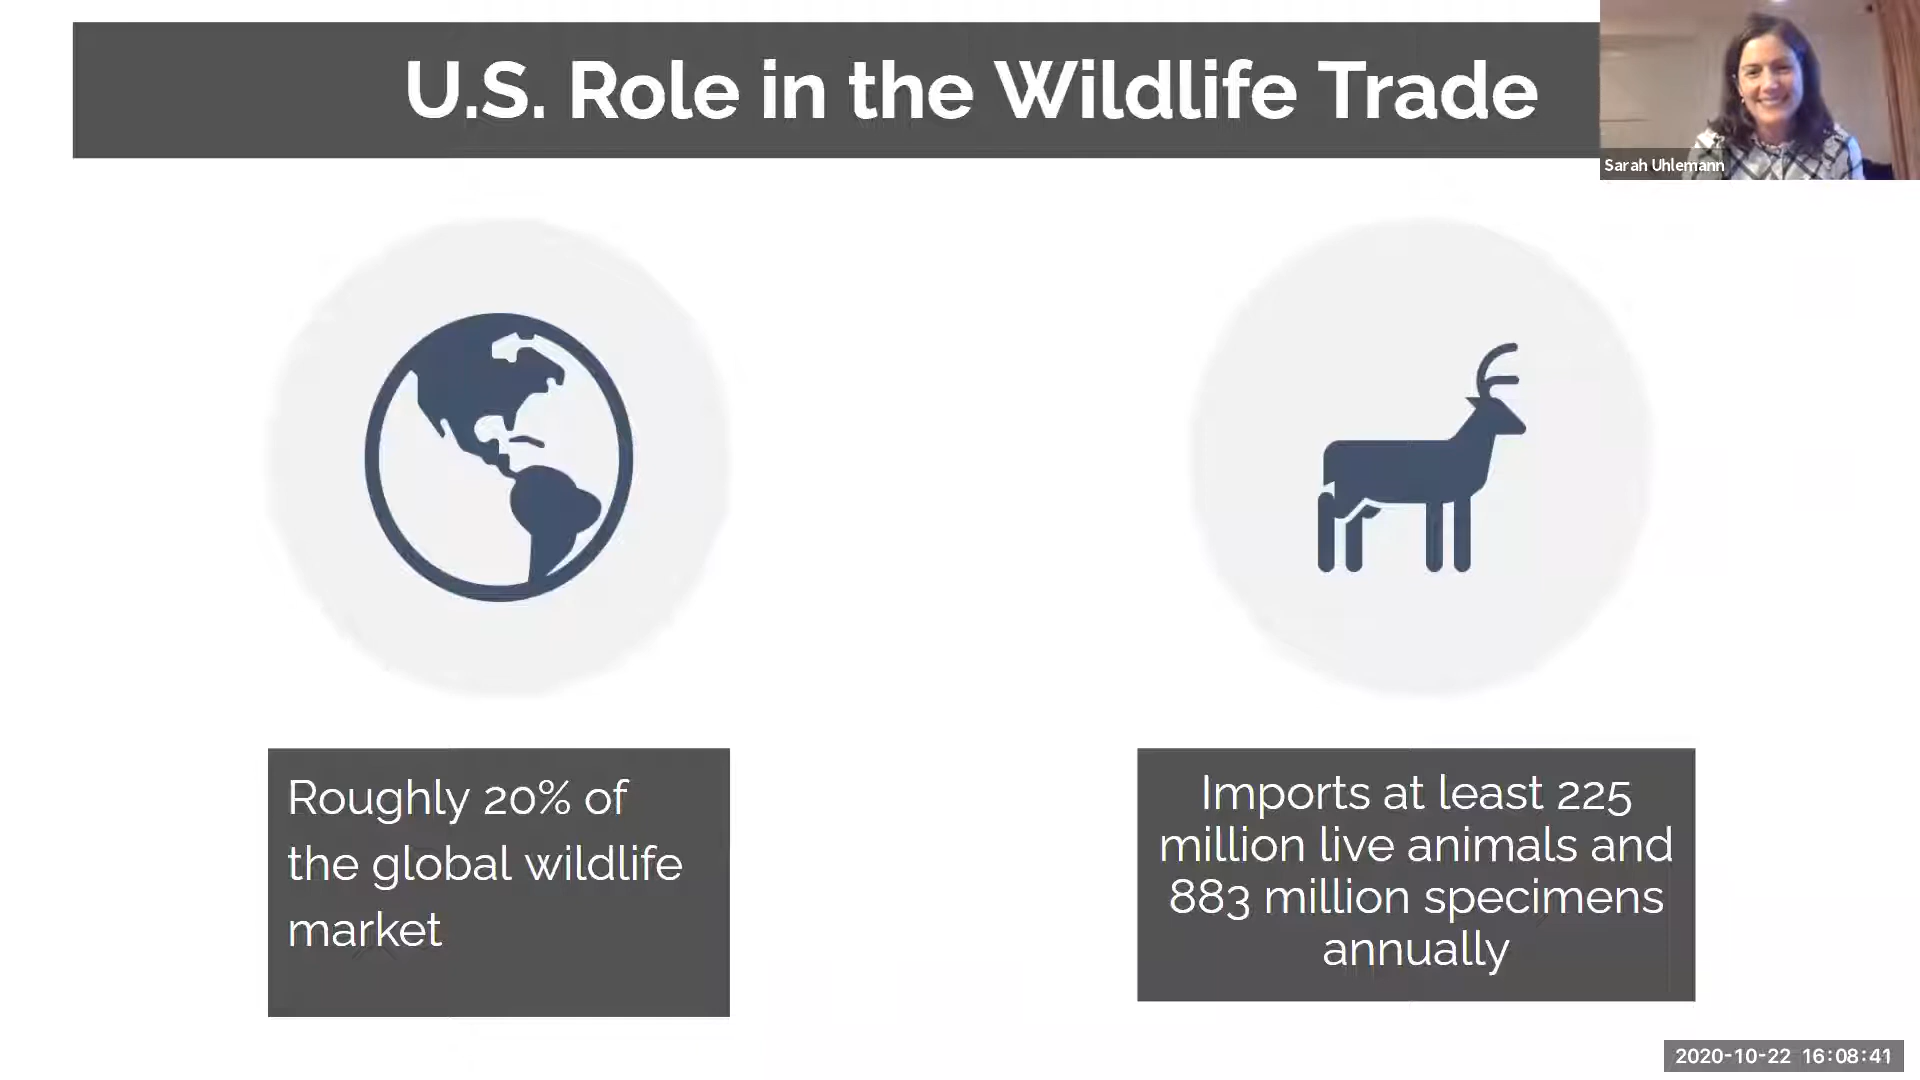 U.S. Role in the Wildlife Trade
Sarah Uhlemann
Roughly 20% of
the global wildlife
market
Imports at least 225
million live animals and
883 million specimens
annually
2020-10-22 16:08:41